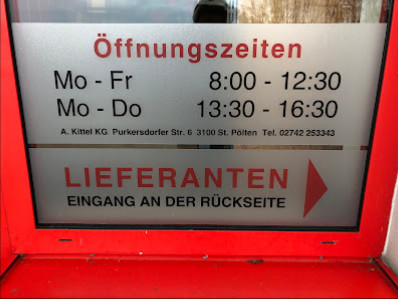 Öffnungszeiten
Mo - Fr 8:00 - 12:30
Mo - Do 13:30 - 16:30
A. Kittel KG Purkersdorfer Str. 6 3100 St. Pölten Tel. 02742 253343
LIEFERANTEN
EINGANG AN DER RÜCKSEITE